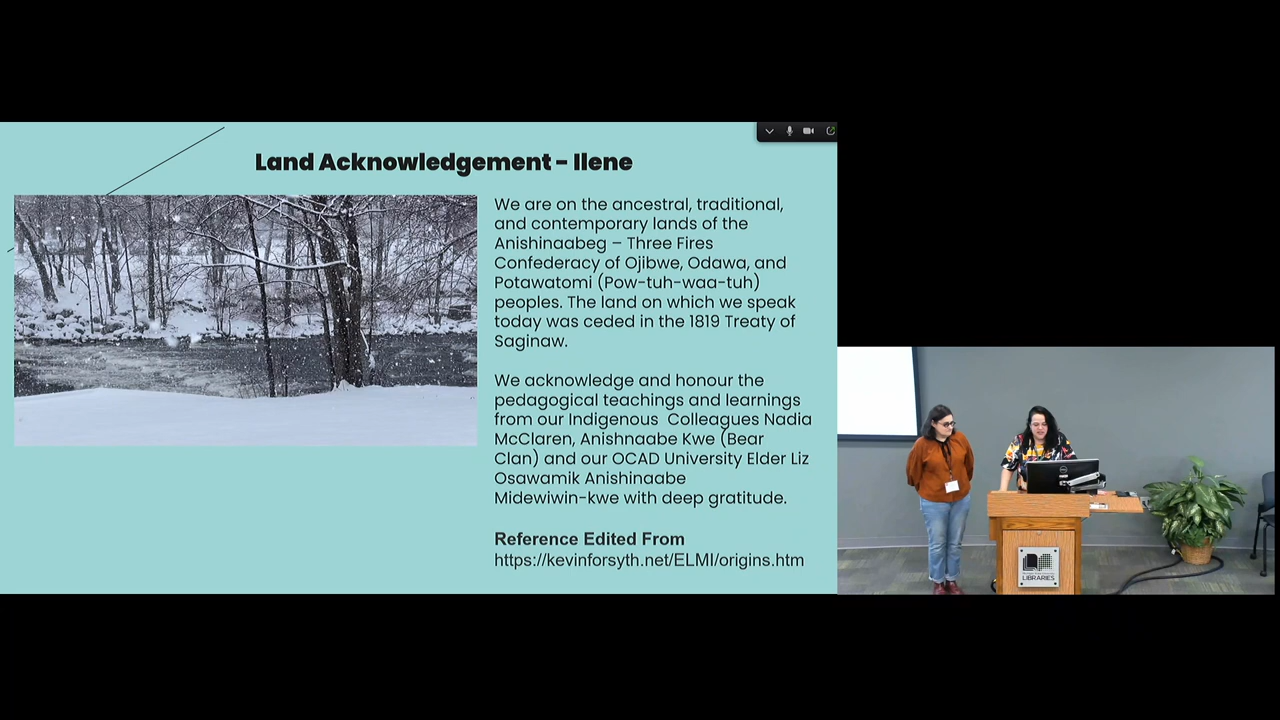 Land Acknowledgement – Ilene
We are on the ancestral, traditional,
and contemporary lands of the
Anishinaabeg – Three Fires
Confederacy of Ojibwe, Odawa, and
Potawatomi (Pow-tuh-waa-tuh)
peoples. The land on which we speak
today was ceded in the 1819 Treaty of
Saginaw.
We acknowledge and honour the
pedagogical teachings and learnings
from our Indigenous  Colleagues Nadia
McClaren, Anishnaabe Kwe (Bear
Clan) and our OCAD University Elder Liz
Osawamik Anishinaabe
Midewiwin-kwe with deep gratitude.
Reference Edited From
https://kevinforsyth.net/ELMI/origins.htm
LIBRARIES